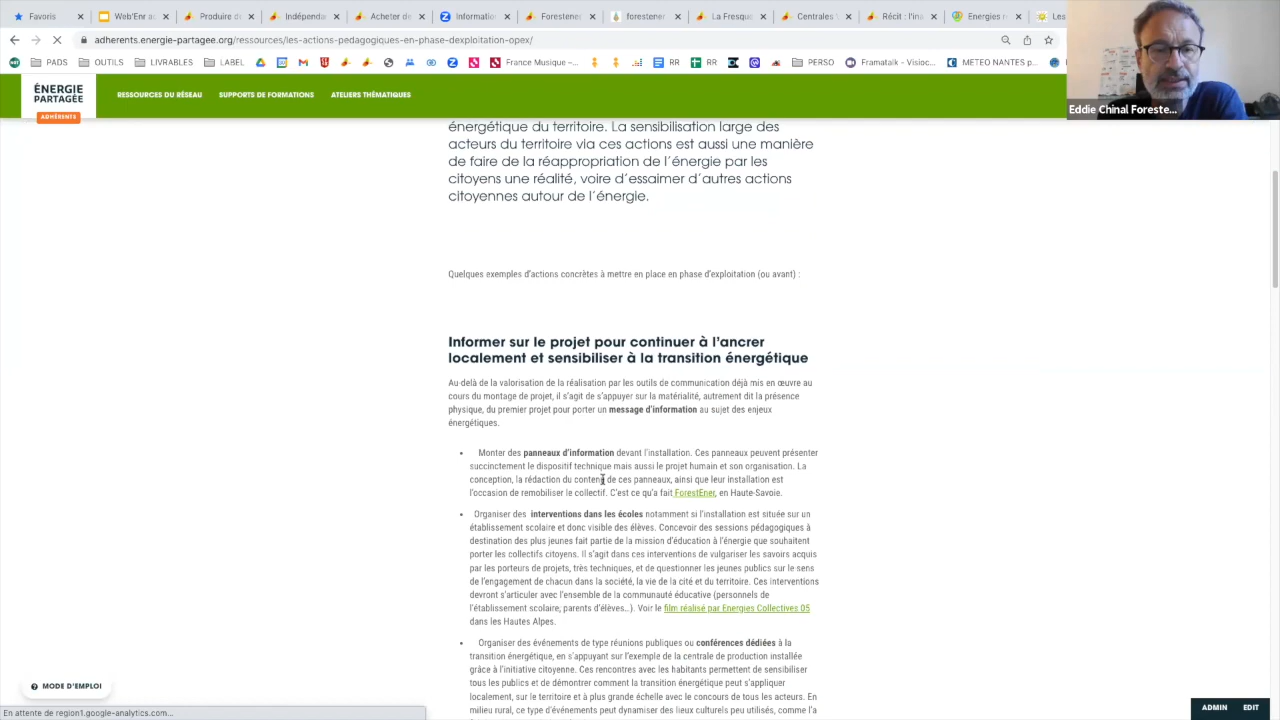 Favoris
Web'Enr a
Produire d
Indépenda
Acheter de
Information
Forestener
forestener
La Fresqu
Centrales V
Récit : l'ins
Energies re
Les
adherents.energie-partagee.org/ressources/les-actions-pedagogiques-en-phase-dexploitation-opex/
PADS
OUTILS
LIVRABLES
LABEL
France Musique –...
RR
RR
PERSO
Framatalk - Visioc...
METEO NANTES p...
ÉNERGIE
PARTAGÉE
ADHÉRENTS
RESSOURCES DU RÉSEAU
SUPPORTS DE FORMATIONS
ATELIERS THÉMATIQUES
Eddie Chinal Foreste...
énergétique du territoire. La sensibilisation large des
acteurs du territoire via ces actions est aussi une manière
de faire de la réappropriation de l'énergie par les
citoyens une réalité, voire d'essaimer d'autres actions
citoyennes autour de l'énergie.
Quelques exemples d'actions concrètes à mettre en place en phase d'exploitation (ou avant) :
Informer sur le projet pour continuer à l'ancrer
localement et sensibiliser à la transition énergétique
Au-delà de la valorisation de la réalisation par les outils de communication déjà mis en œuvre au
cours du montage de projet, il s'agit de s'appuyer sur la matérialité, autrement dit la présence
physique, du premier projet pour porter un message d'information au sujet des enjeux
énergétiques.
• Monter des panneaux d'information devant l'installation. Ces panneaux peuvent présenter
succinctement le dispositif technique mais aussi le projet humain et son organisation. La
conception, la rédaction du contenu de ces panneaux, ainsi que leur installation est
l'occasion de remobiliser le collectif. C'est ce qu'a fait ForestEner, en Haute-Savoie.
• Organiser des interventions dans les écoles notamment si l'installation est située sur un
établissement scolaire et donc visible des élèves. Concevoir des sessions pédagogiques à
destination des plus jeunes fait partie de la mission d'éducation à l'énergie que souhaitent
porter les collectifs citoyens. Il s'agit dans ces interventions de vulgariser les savoirs acquis
par les porteurs de projets, très techniques, et de questionner les jeunes publics sur le sens
de l'engagement de chacun dans la société, la vie de la cité et du territoire. Ces interventions
devront s'articuler avec l'ensemble de la communauté éducative (personnels de
l'établissement scolaire, parents d'élèves…). Voir le film réalisé par Energies Collectives 05
dans les Hautes Alpes.
• Organiser des événements de type réunions publiques ou conférences dédiées à la
transition énergétique, en s'appuyant sur l'exemple de la centrale de production installée
grâce à l'initiative citoyenne. Ces rencontres avec les habitants permettent de sensibiliser
tous les publics et de démontrer comment la transition énergétique peut s'appliquer
localement, sur le territoire et à plus grande échelle avec le concours de tous les acteurs. En
milieu rural, ce type d'événements peut dynamiser des lieux culturels peu utilisés, comme l'a
MODE D'EMPLOI
En attente de region1.google-analytics.com...
ADMIN
EDIT